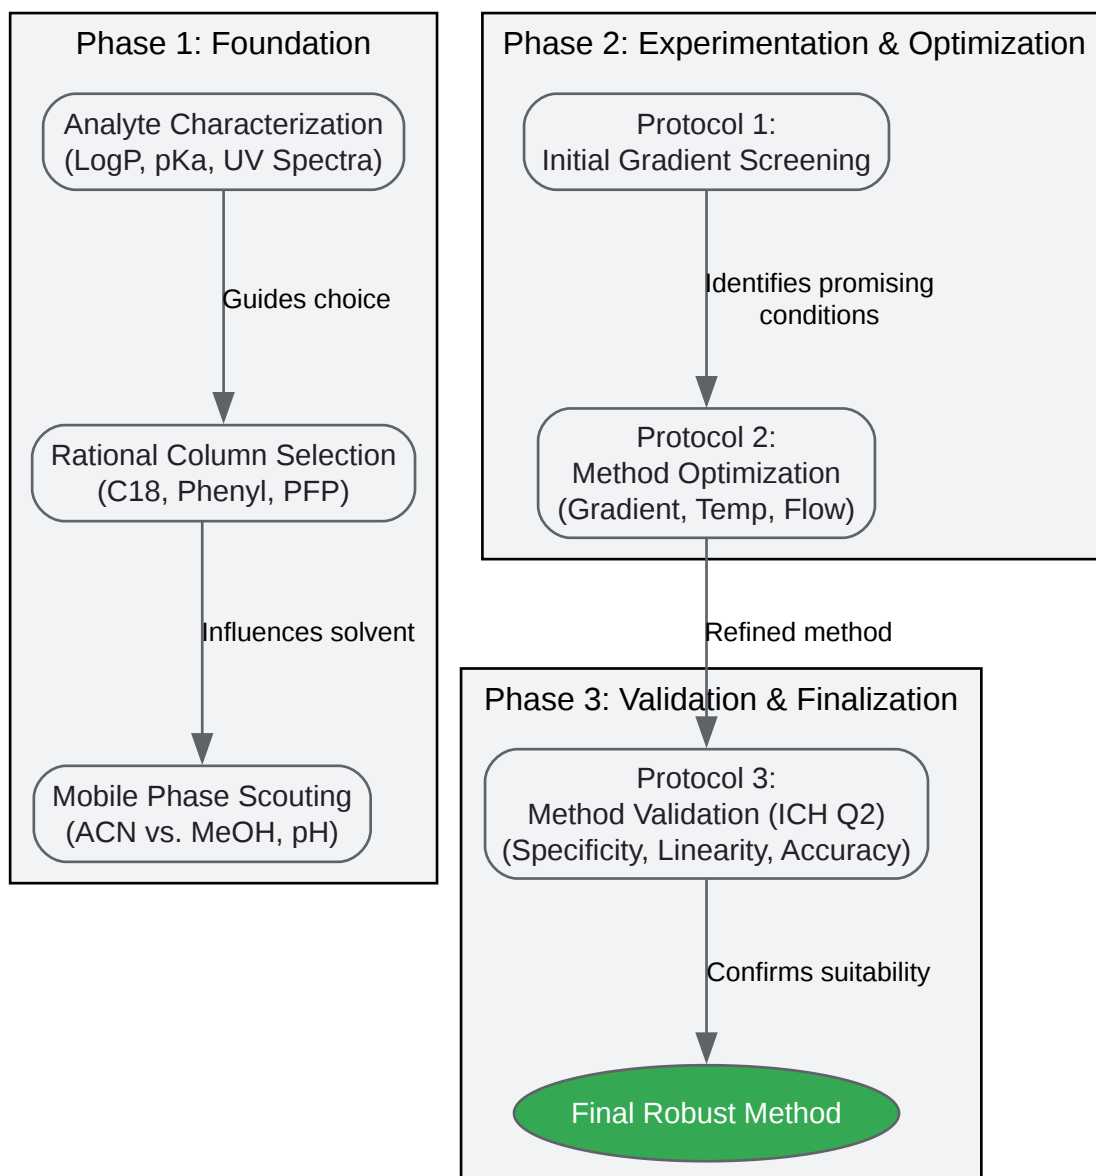 Phase 1: Foundation
Analyte Characterization
(LogP, pKa, UV Spectra)
Guides choice
Rational Column Selection
(C18, Phenyl, PFP)
Influences solvent
Mobile Phase Scouting
(ACN vs. MeOH, pH)
Phase 2: Experimentation & Optimization
Protocol 1:
Initial Gradient Screening
Identifies promising
conditions
Protocol 2:
Method Optimization
(Gradient, Temp, Flow)
Refined method
Phase 3: Validation & Finalization
Protocol 3:
Method Validation (ICH Q2)
(Specificity, Linearity, Accuracy)
Confirms suitability
Final Robust Method